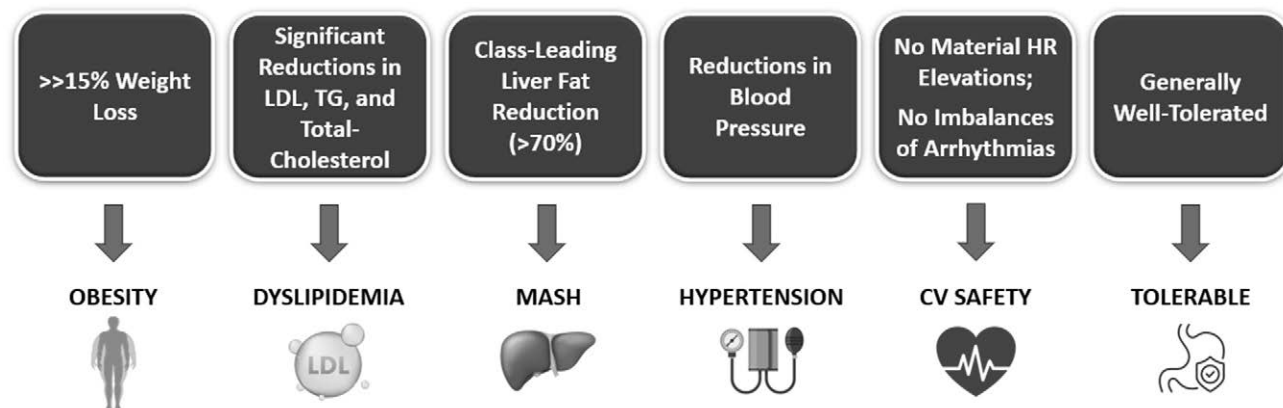 >>15% Weight
Loss
Significant
Reductions in
LDL, TG, and
Total-
Cholesterol
Class-Leading
Liver Fat
Reduction
(>70%)
Reductions in
Blood
Pressure
No Material HR
Elevations;
No Imbalances
of Arrhythmias
Generally
Well-Tolerated
OBESITY
DYSLIPIDEMIA
MASH
HYPERTENSION
CV SAFETY
TOLERABLE
LDL